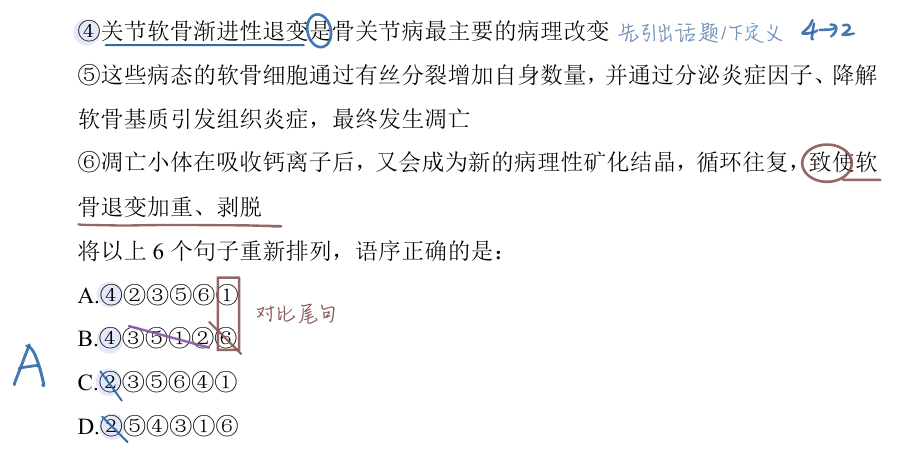 ④关节软骨渐进性退变是骨关节病最主要的病理改变 先引出话题/下定义 4→2
⑤这些病态的软骨细胞通过有丝分裂增加自身数量，并通过分泌炎症因子、降解
软骨基质引发组织炎症，最终发生凋亡
⑥凋亡小体在吸收钙离子后，又会成为新的病理性矿化结晶，循环往复，致使软
骨退变加重、剥脱
将以上 6 个句子重新排列，语序正确的是：
A.④②③⑤⑥①
对比尾句
B.④③⑤①②⑥
A
C.②③⑤⑥④①
D.②⑤④③①⑥